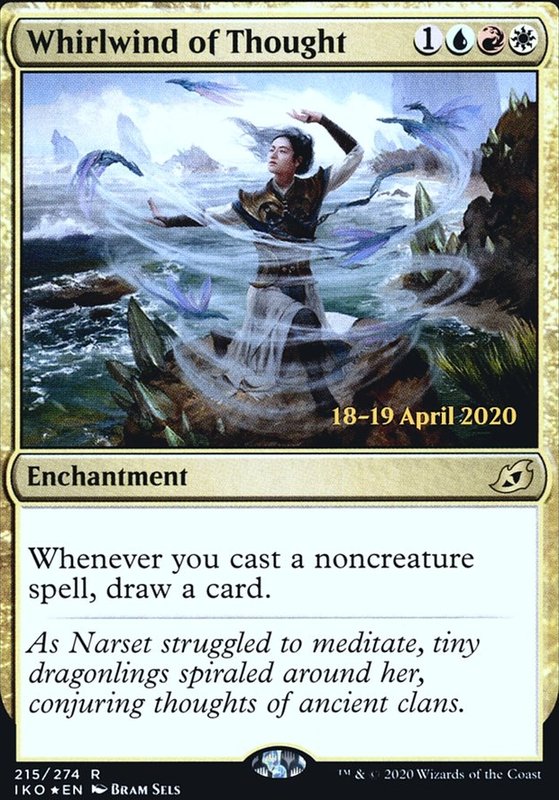 Whirlwind of Thought 1
18–19 April 2020
Enchantment
Whenever you cast a noncreature
spell, draw a card.
As Narset struggled to meditate, tiny
dragonlings spiraled around her,
conjuring thoughts of ancient clans.
215/274 R
IKO ★ EN Bram Sels
™ & © 2020 Wizards of the Coast